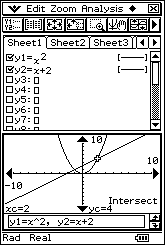 Edit Zoom Analysis
Sheet1 Sheet2 Sheet3
y1=x²
y2=x+2
y3:
y4:
y5:
y6:
y7:
10
-10 10
-10
Intersect
xc=2 yc=4
y1=x^2, y2=x+2
Rad Real